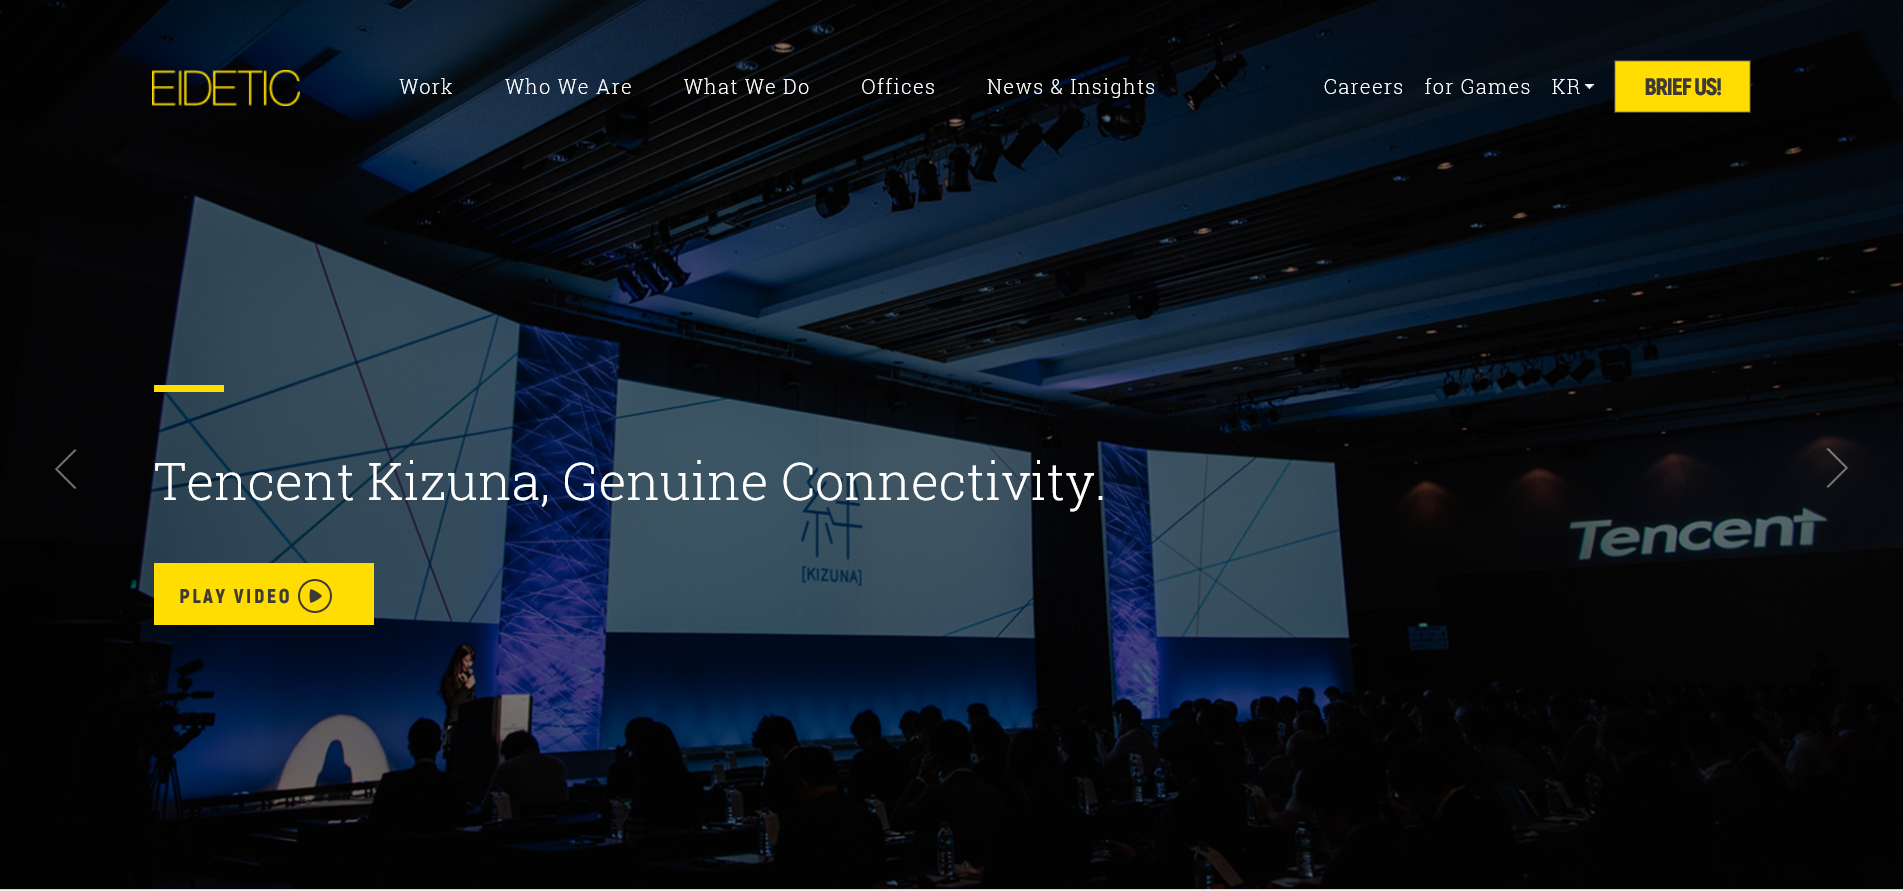 EIDETIC
Work
Who We Are
What We Do
Offices
News & Insights
Careers
for Games
KR
BRIEF US!
Tencent Kizuna, Genuine Connectivity.
絆
[KIZUNA]
Tencent
PLAY VIDEO